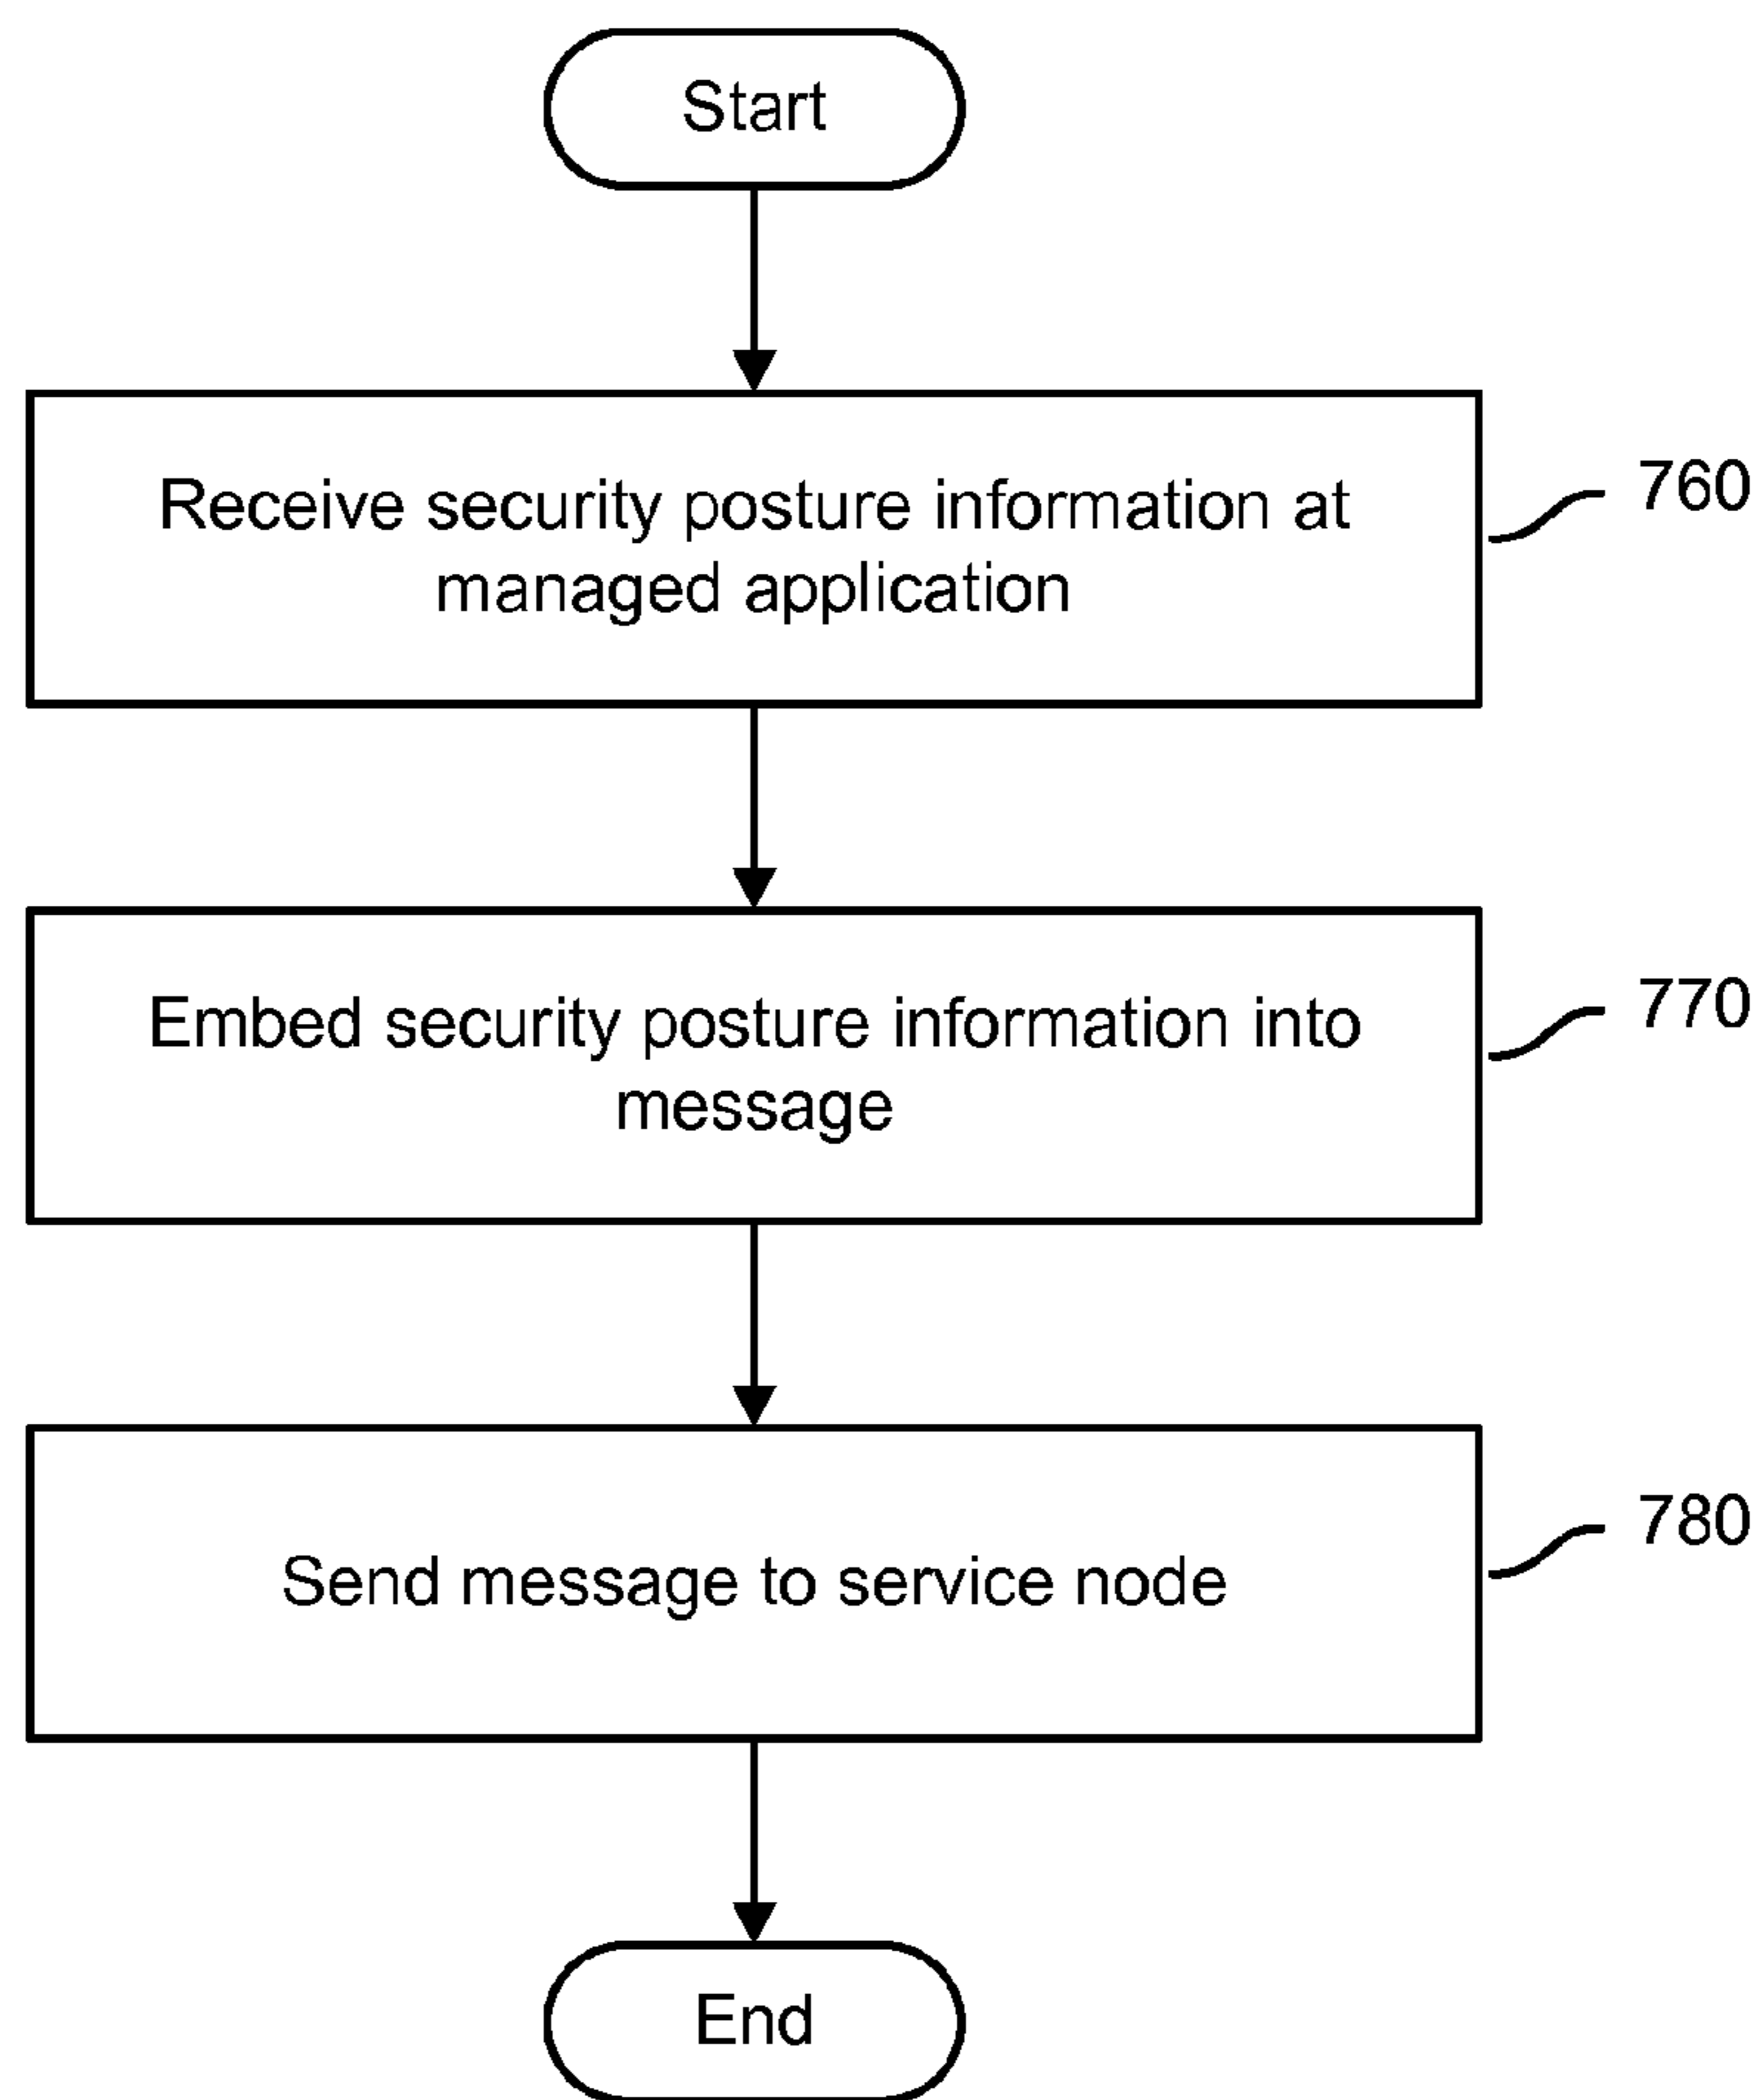 Start
Receive security posture information at
managed application
760
Embed security posture information into
message
770
Send message to service node
780
End